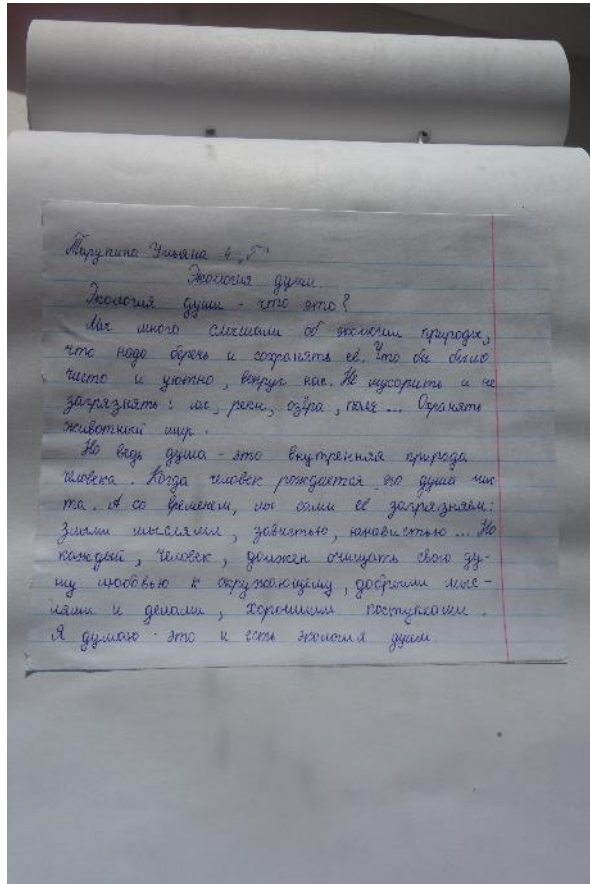 Тарупина Ульяна 4 "Г"
Экология души.
Экология души - что это?
Мы много слышали об экологии природы,
что надо беречь и сохранять её. Что бы было
чисто и уютно, вокруг нас. Не мусорить и не
загрязнять: лес, реки, озёра, поля... Охранять
животный мир.
Но ведь душа - это внутренняя природа
человека. Когда человек рождается его душа чис
та. А со временем, мы сами её загрязняем:
Злыми мыслями, завистью, ненавистью... Но
каждый, человек, должен очищать свою ду-
шу любовью к окружающему, добрыми мыс-
лями и делами, хорошими поступками.
Я думаю - это и есть экология души.